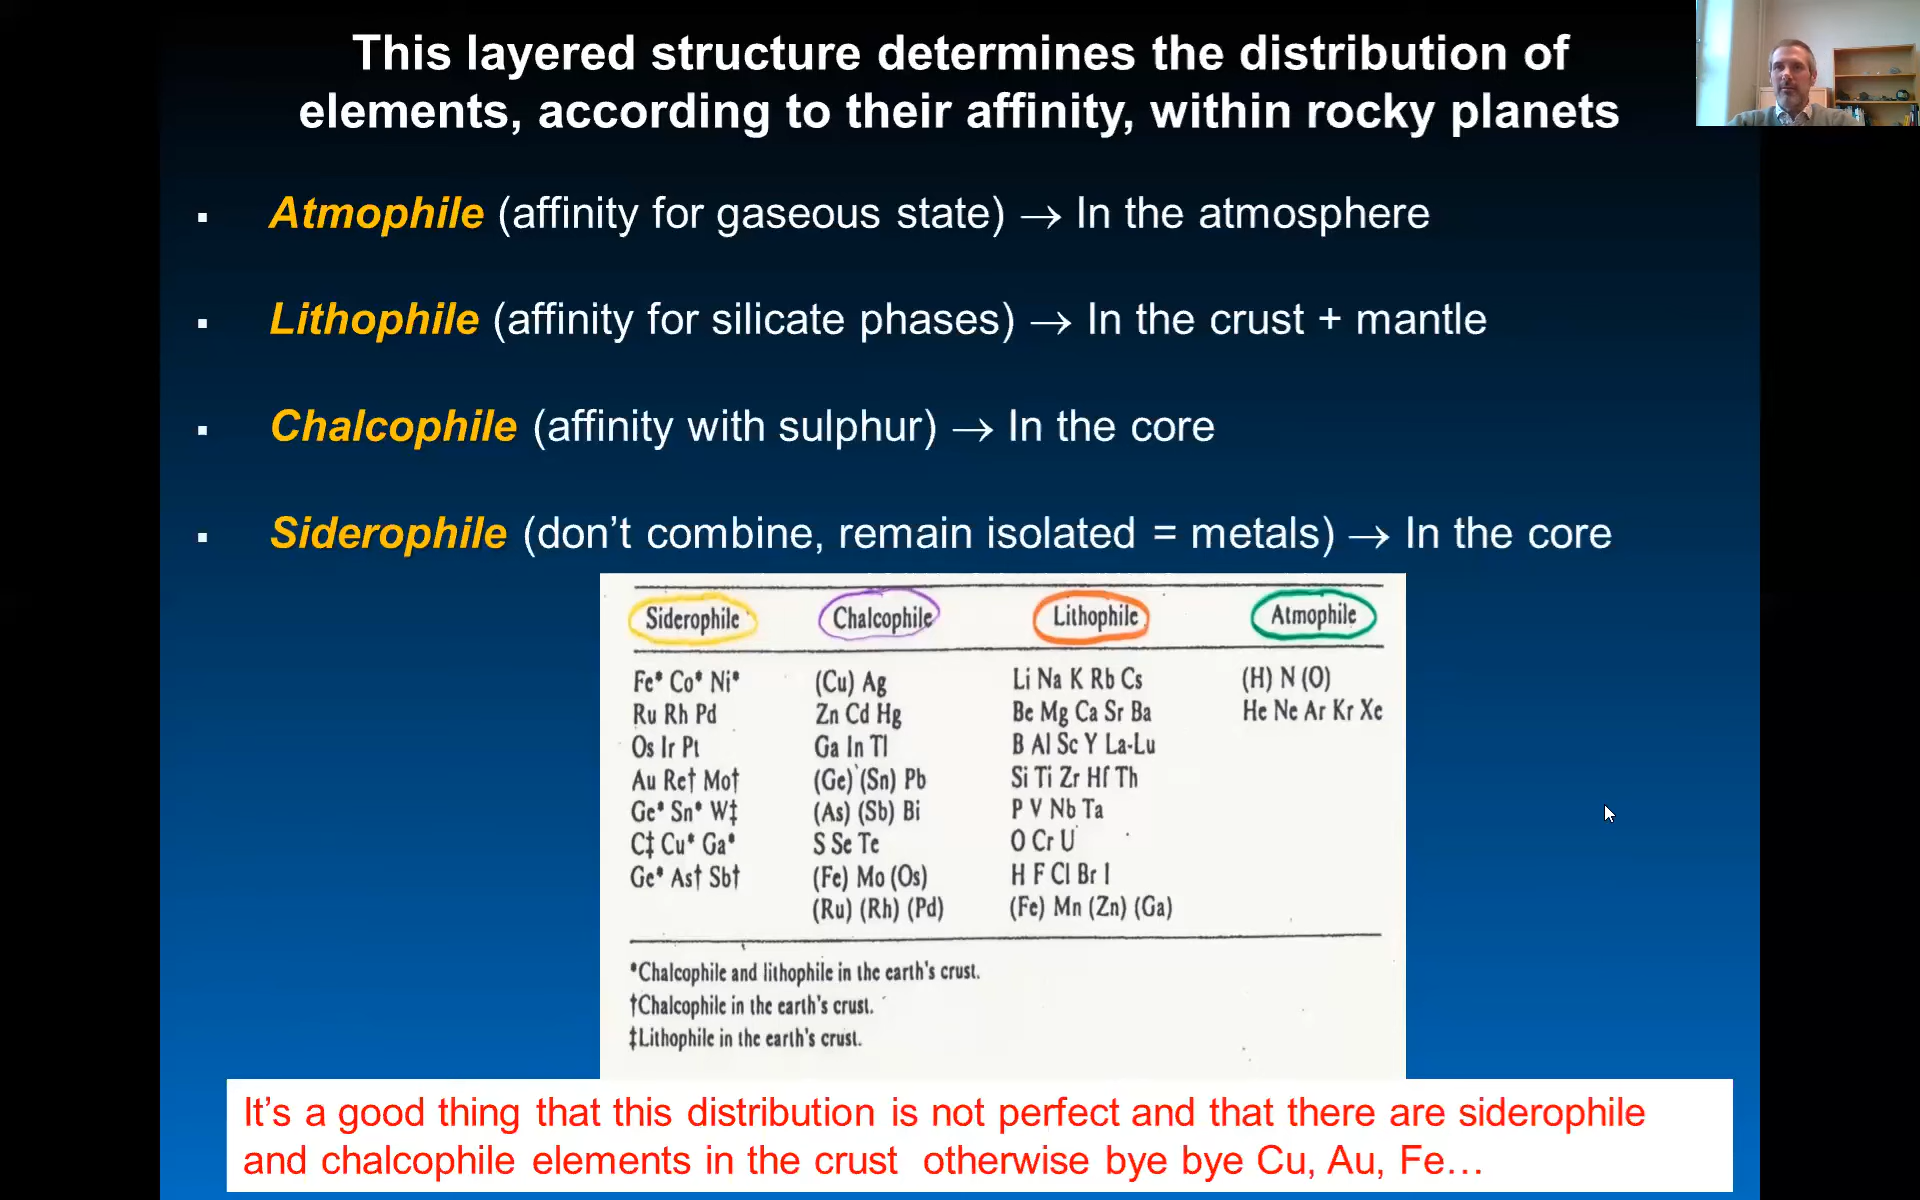 This layered structure determines the distribution of
elements, according to their affinity, within rocky planets
▪ Atmophile (affinity for gaseous state) → In the atmosphere
▪ Lithophile (affinity for silicate phases) → In the crust + mantle
▪ Chalcophile (affinity with sulphur) → In the core
▪ Siderophile (don’t combine, remain isolated = metals) → In the core
Siderophile Chalcophile Lithophile Atmophile
Fe* Co* Ni* (Cu) Ag Li Na K Rb Cs (H) N (O)
Ru Rh Pd Zn Cd Hg Be Mg Ca Sr Ba He Ne Ar Kr Xe
Os Ir Pt Ga In Tl B Al Sc Y La-Lu
Au Re† Mo† (Ge) (Sn) Pb Si Ti Zr Hf Th
Ge* Sn* W‡ (As) (Sb) Bi P V Nb Ta
C‡ Cu* Ga* S Se Te O Cr U
Ge* As† Sb† (Fe) Mo (Os) H F Cl Br I
(Ru) (Rh) (Pd) (Fe) Mn (Zn) (Ga)
*Chalcophile and lithophile in the earth's crust.
†Chalcophile in the earth's crust.
‡Lithophile in the earth's crust.
It’s a good thing that this distribution is not perfect and that there are siderophile
and chalcophile elements in the crust otherwise bye bye Cu, Au, Fe…